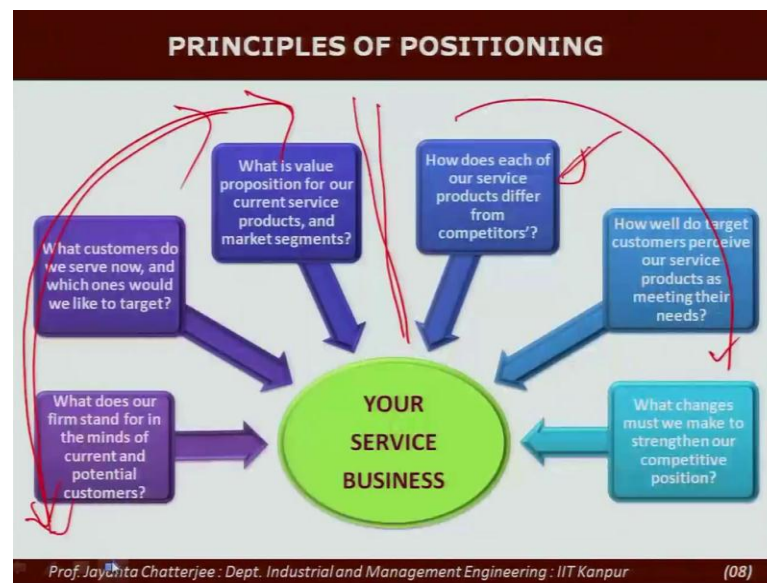 PRINCIPLES OF POSITIONING
What is value
proposition for our
current service
products, and
market segments?
How does each of
our service
products differ
from
competitors'?
What customers do
we serve now, and
which ones would
we like to target?
How well do target
customers perceive
our service
products as
meeting their
needs?
What does our
firm stand for in
the minds of
current and
potential
customers?
YOUR
SERVICE
BUSINESS
What changes
must we make to
strengthen our
competitive
position?
Prof. Jayanta Chatterjee : Dept. Industrial and Management Engineering : IIT Kanpur (08)